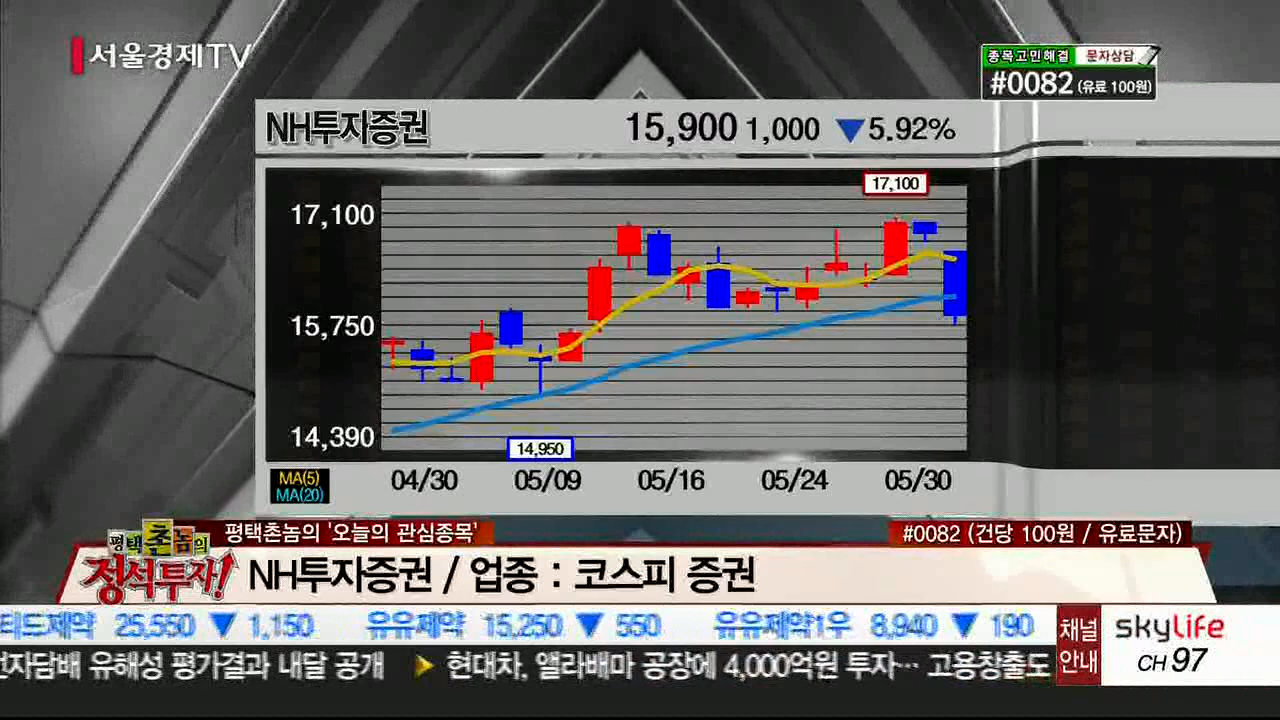 서울경제TV
종목고민해결 문자상담
#0082 (유료 100원)
NH투자증권 15,900 1,000 ▼5.92%
17,100
17,100
15,750
14,390
14,950
MA(5)
MA(20)
04/30 05/09 05/16 05/24 05/30
평택촌놈의 '오늘의 관심종목'
#0082 (건당 100원 / 유료문자)
평택촌놈의
정석투자!
NH투자증권 / 업종 : 코스피 증권
티드제약 25,550 ▼ 1,150 유유제약 15,250 ▼ 550 유유제약1우 8,940 ▼ 190
전자담배 유해성 평가결과 내달 공개 ▶ 현대차, 앨라배마 공장에 4,000억원 투자… 고용창출도
채널
안내
skylife
CH 97